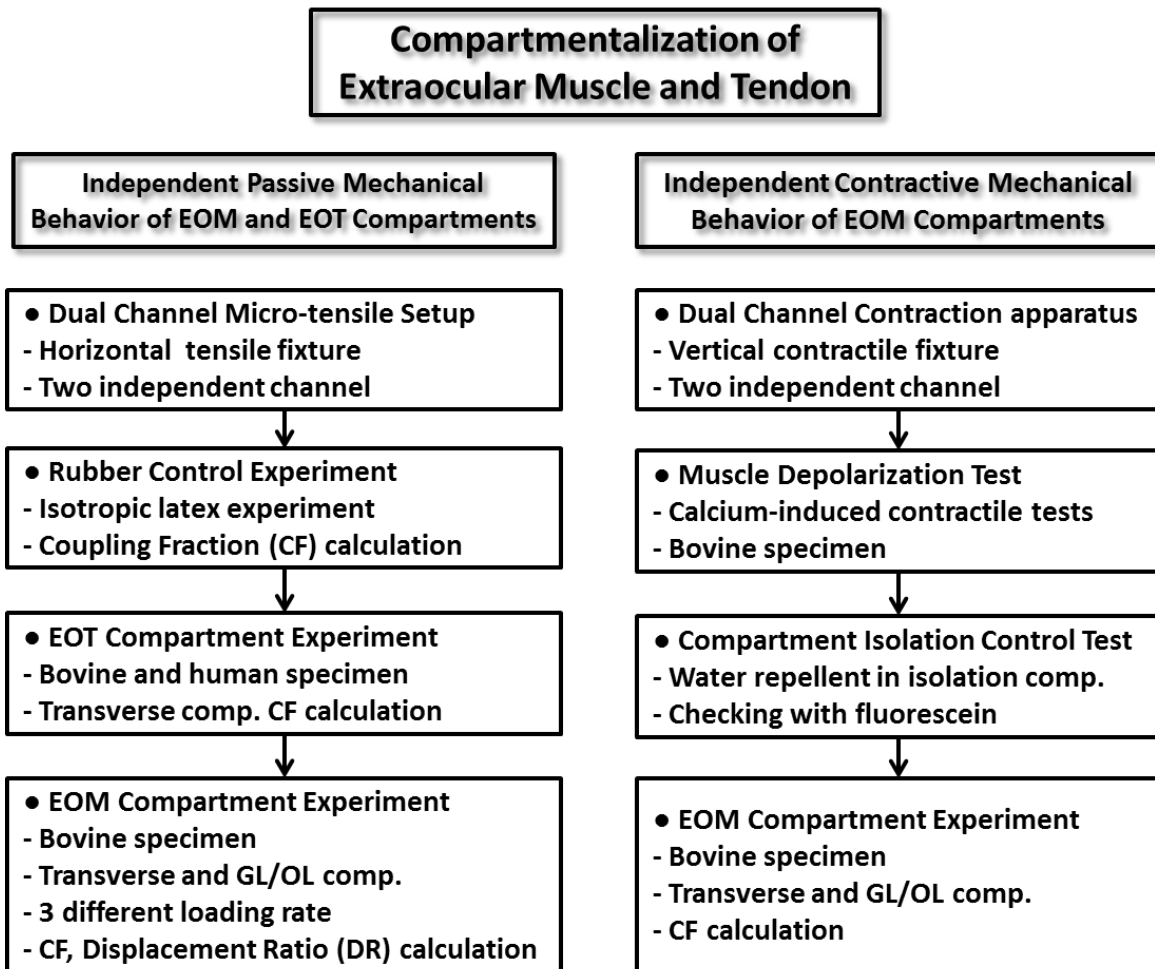 Compartmentalization of
Extraocular Muscle and Tendon
Independent Passive Mechanical
Behavior of EOM and EOT Compartments
● Dual Channel Micro-tensile Setup
- Horizontal tensile fixture
- Two independent channel
● Rubber Control Experiment
- Isotropic latex experiment
- Coupling Fraction (CF) calculation
● EOT Compartment Experiment
- Bovine and human specimen
- Transverse comp. CF calculation
● EOM Compartment Experiment
- Bovine specimen
- Transverse and GL/OL comp.
- 3 different loading rate
- CF, Displacement Ratio (DR) calculation
Independent Contractive Mechanical
Behavior of EOM Compartments
● Dual Channel Contraction apparatus
- Vertical contractile fixture
- Two independent channel
● Muscle Depolarization Test
- Calcium-induced contractile tests
- Bovine specimen
● Compartment Isolation Control Test
- Water repellent in isolation comp.
- Checking with fluorescein
● EOM Compartment Experiment
- Bovine specimen
- Transverse and GL/OL comp.
- CF calculation